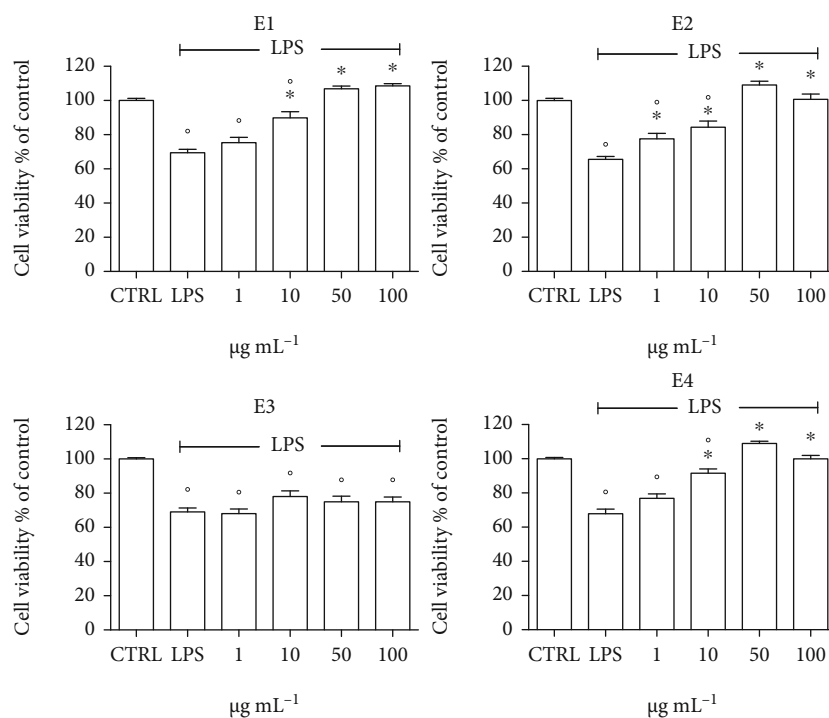 E1
LPS
Cell viability % of control
120
100
80
60
40
20
0
° ° ° * * *
CTRL LPS 1 10 50 100
μg mL⁻¹
E2
LPS
Cell viability % of control
120
100
80
60
40
20
0
° ° * ° * * *
CTRL LPS 1 10 50 100
μg mL⁻¹
E3
LPS
Cell viability % of control
120
100
80
60
40
20
0
° ° ° ° °
CTRL LPS 1 10 50 100
μg mL⁻¹
E4
LPS
Cell viability % of control
120
100
80
60
40
20
0
° ° ° * * *
CTRL LPS 1 10 50 100
μg mL⁻¹